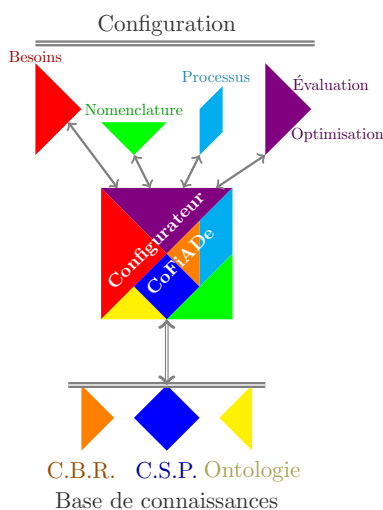 Configuration
Besoins
Processus
Évaluation
Nomenclature
Optimisation
Configurateur
CoFiADe
C.B.R. C.S.P. Ontologie
Base de connaissances